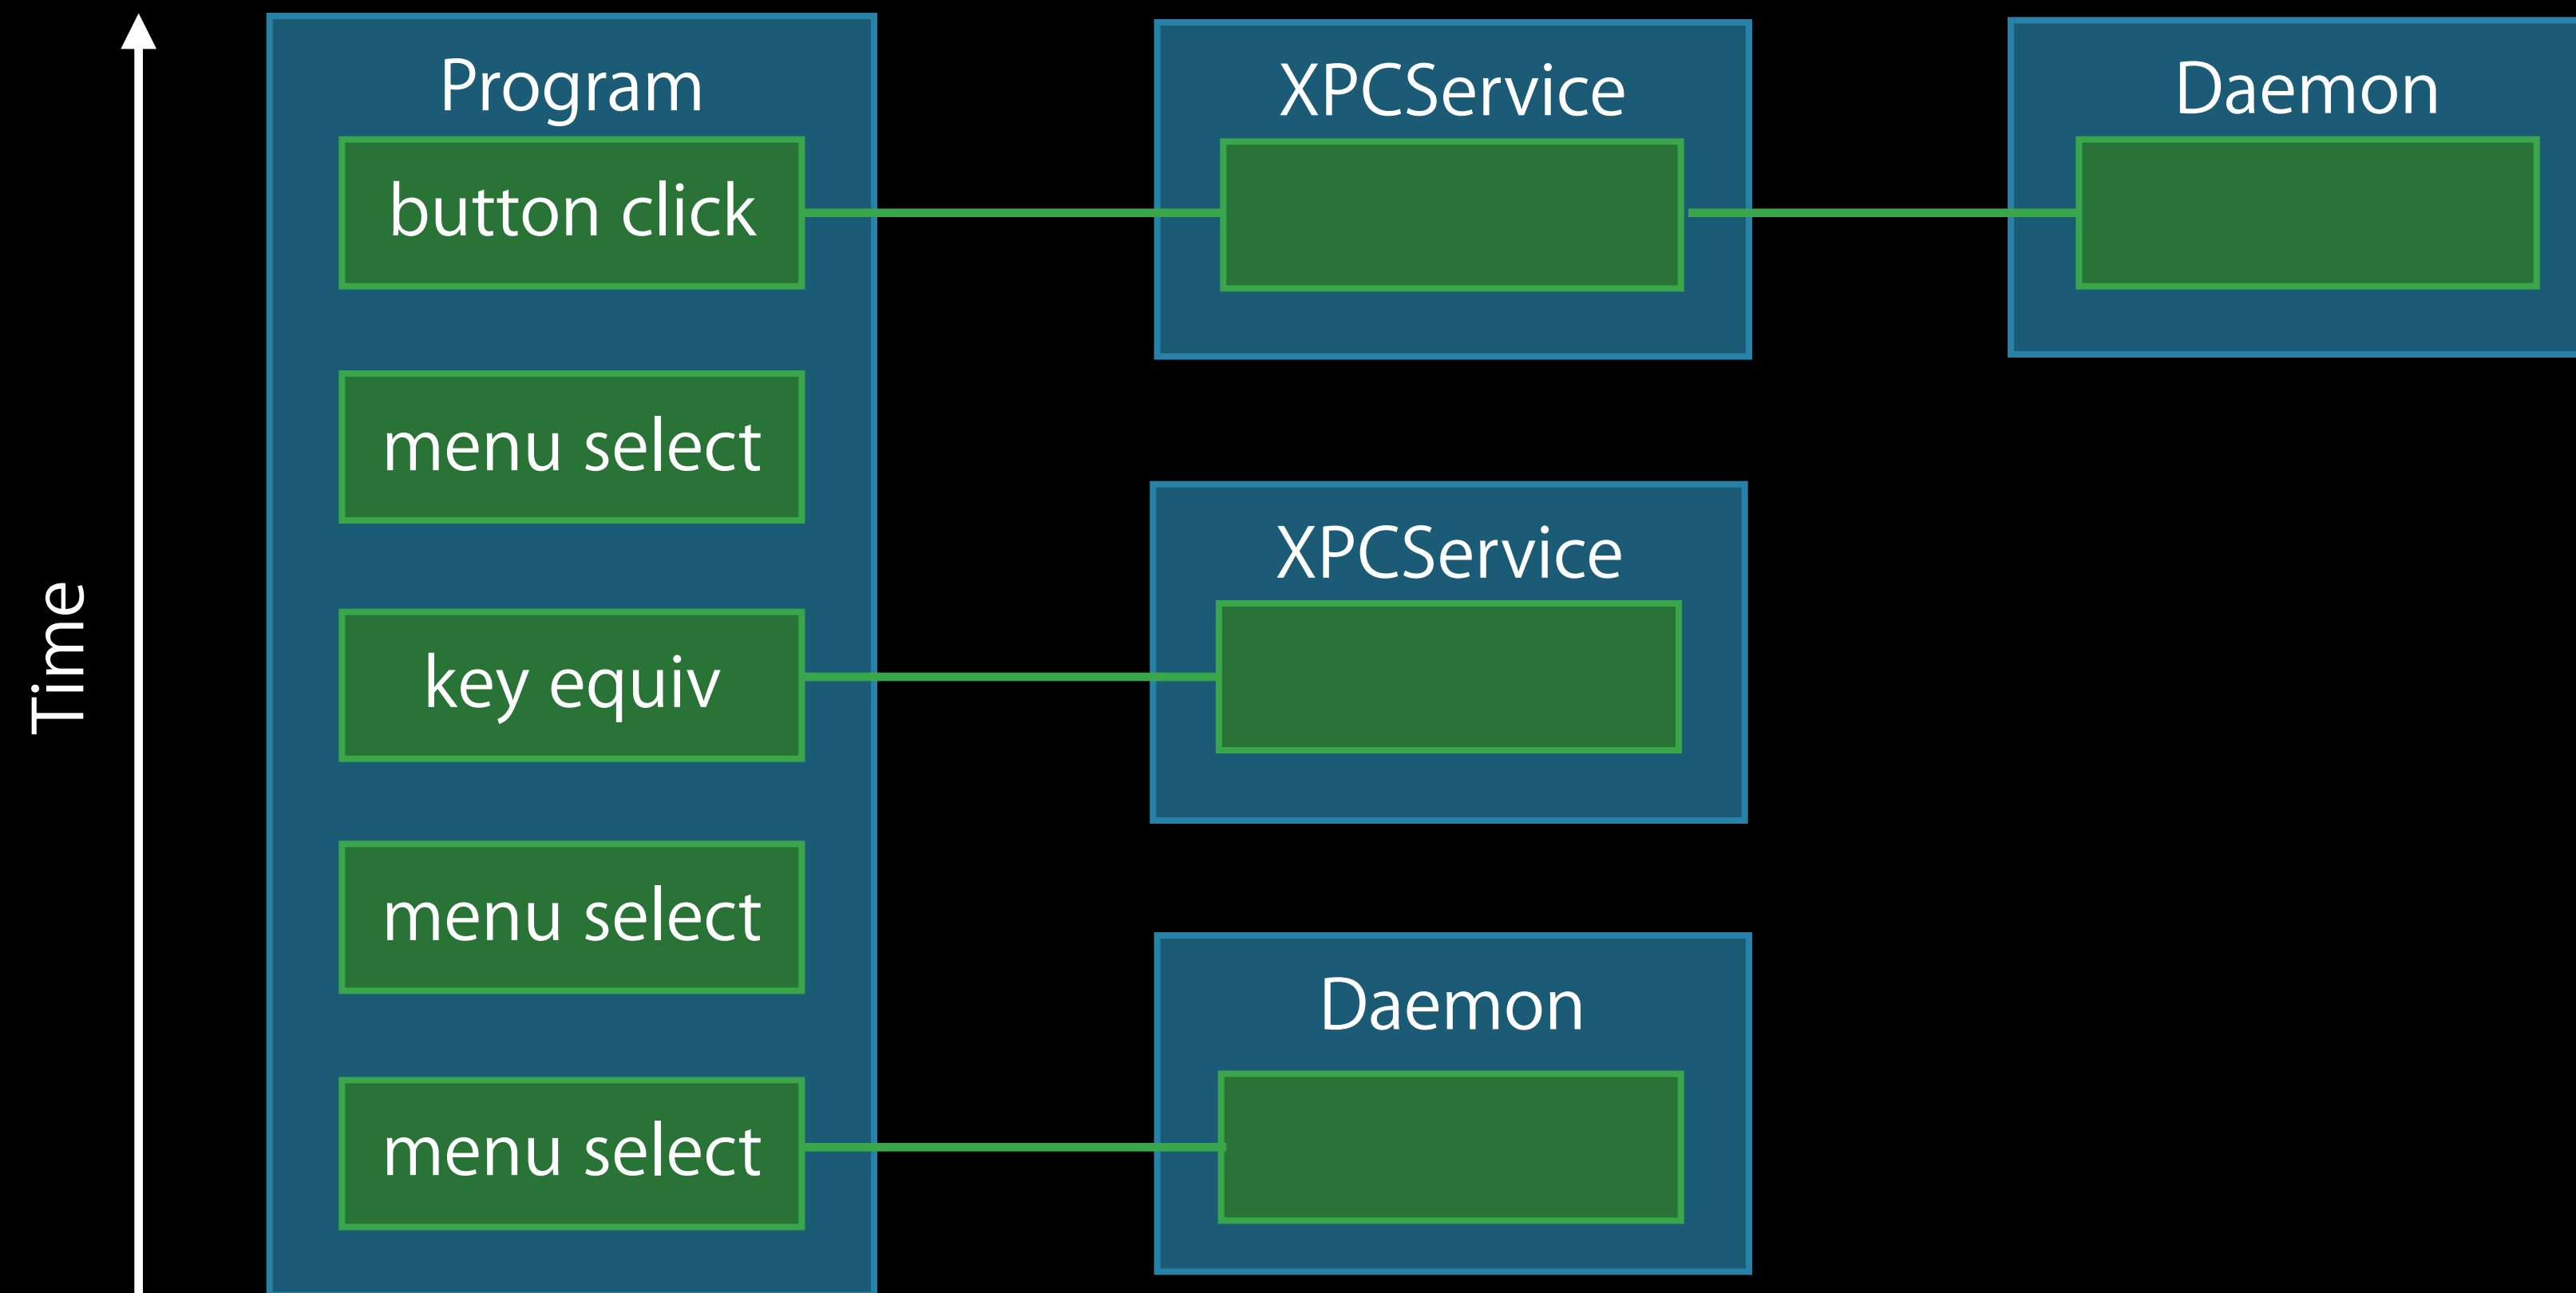 Time
Program
button click
menu select
key equiv
menu select
menu select
XPCService
XPCService
Daemon
Daemon